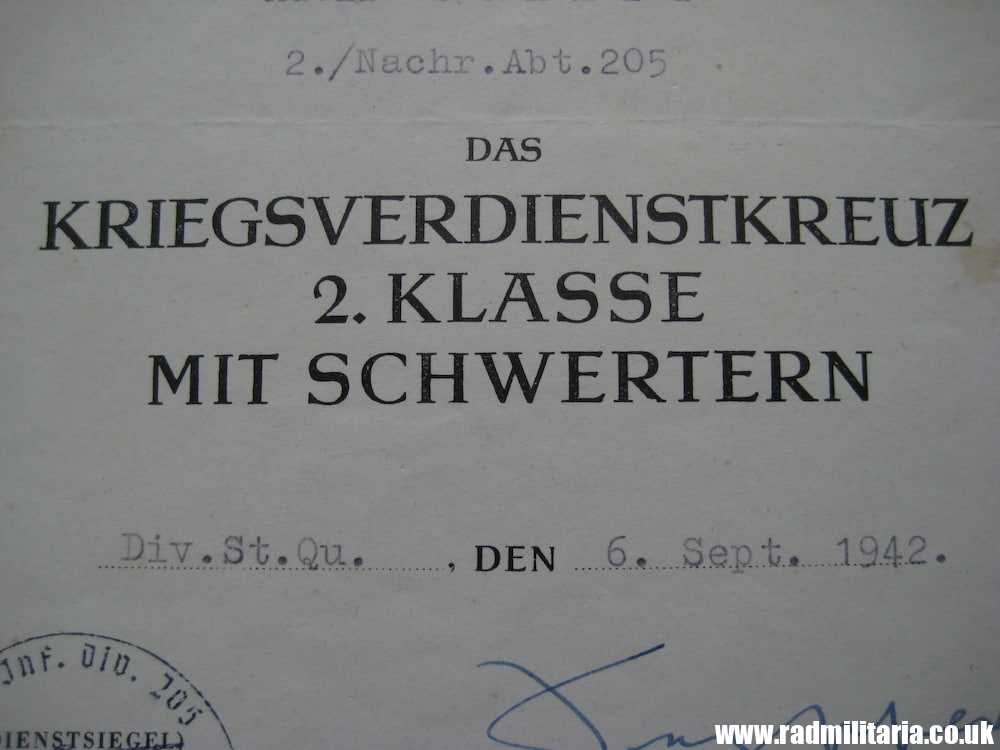 2./Nachr.Abt.205
DAS
KRIEGSVERDIENSTKREUZ
2. KLASSE
MIT SCHWERTERN
Div.St.Qu. , DEN 6. Sept. 1942.
Inf. Div. 205
DIENSTSIEGEL)
www.radmilitaria.co.uk